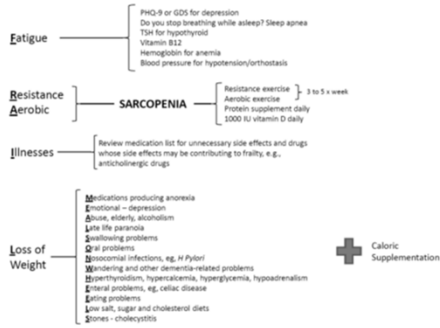 PHQ-9 or GDS for depression
Do you stop breathing while asleep? Sleep apnea
Fatigue
TSH for hypothyroid
Vitamin B12
Hemoglobin for anemia
Blood pressure for hypotension/orthostasis
Resistance
Aerobic
SARCOPENIA
Resistance exercise
Aerobic exercise
3 to 5 x week
Protein supplement daily
1000 IU vitamin D daily
Illnesses
Review medication list for unnecessary side effects and drugs
whose side effects may be contributing to frailty, e.g.,
anticholinergic drugs
Loss of
Weight
Medications producing anorexia
Emotional – depression
Abuse, elderly, alcoholism
Late life paranoia
Swallowing problems
Oral problems
Nosocomial infections, eg, H Pylori
Wandering and other dementia-related problems
Hyperthyroidism, hypercalcemia, hyperglycemia, hypoadrenalism
Enteral problems, eg, celiac disease
Eating problems
Low salt, sugar and cholesterol diets
Stones - cholecystitis
Caloric
Supplementation